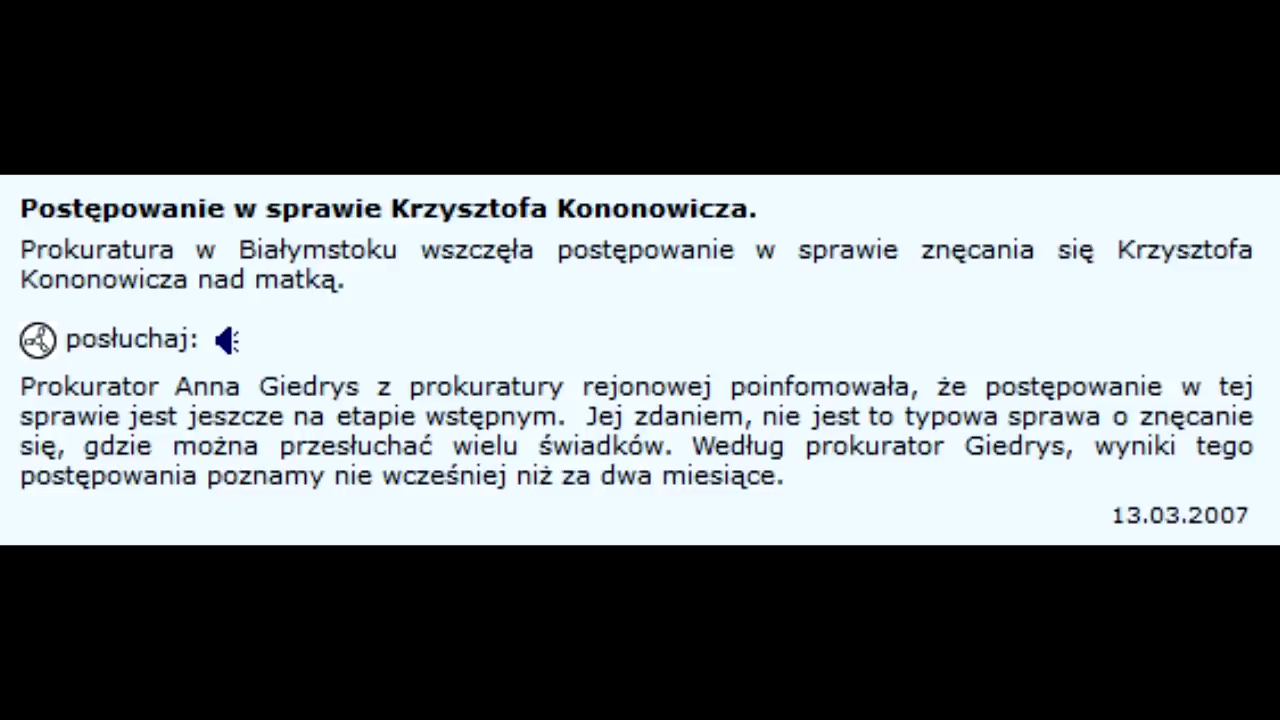 Postępowanie w sprawie Krzysztofa Kononowicza.
Prokuratura w Białymstoku wszczęła postępowanie w sprawie znęcania się Krzysztofa
Kononowicza nad matką.
posłuchaj:
Prokurator Anna Giedrys z prokuratury rejonowej poinfomowała, że postępowanie w tej
sprawie jest jeszcze na etapie wstępnym. Jej zdaniem, nie jest to typowa sprawa o znęcanie
się, gdzie można przesłuchać wielu świadków. Według prokurator Giedrys, wyniki tego
postępowania poznamy nie wcześniej niż za dwa miesiące.
13.03.2007